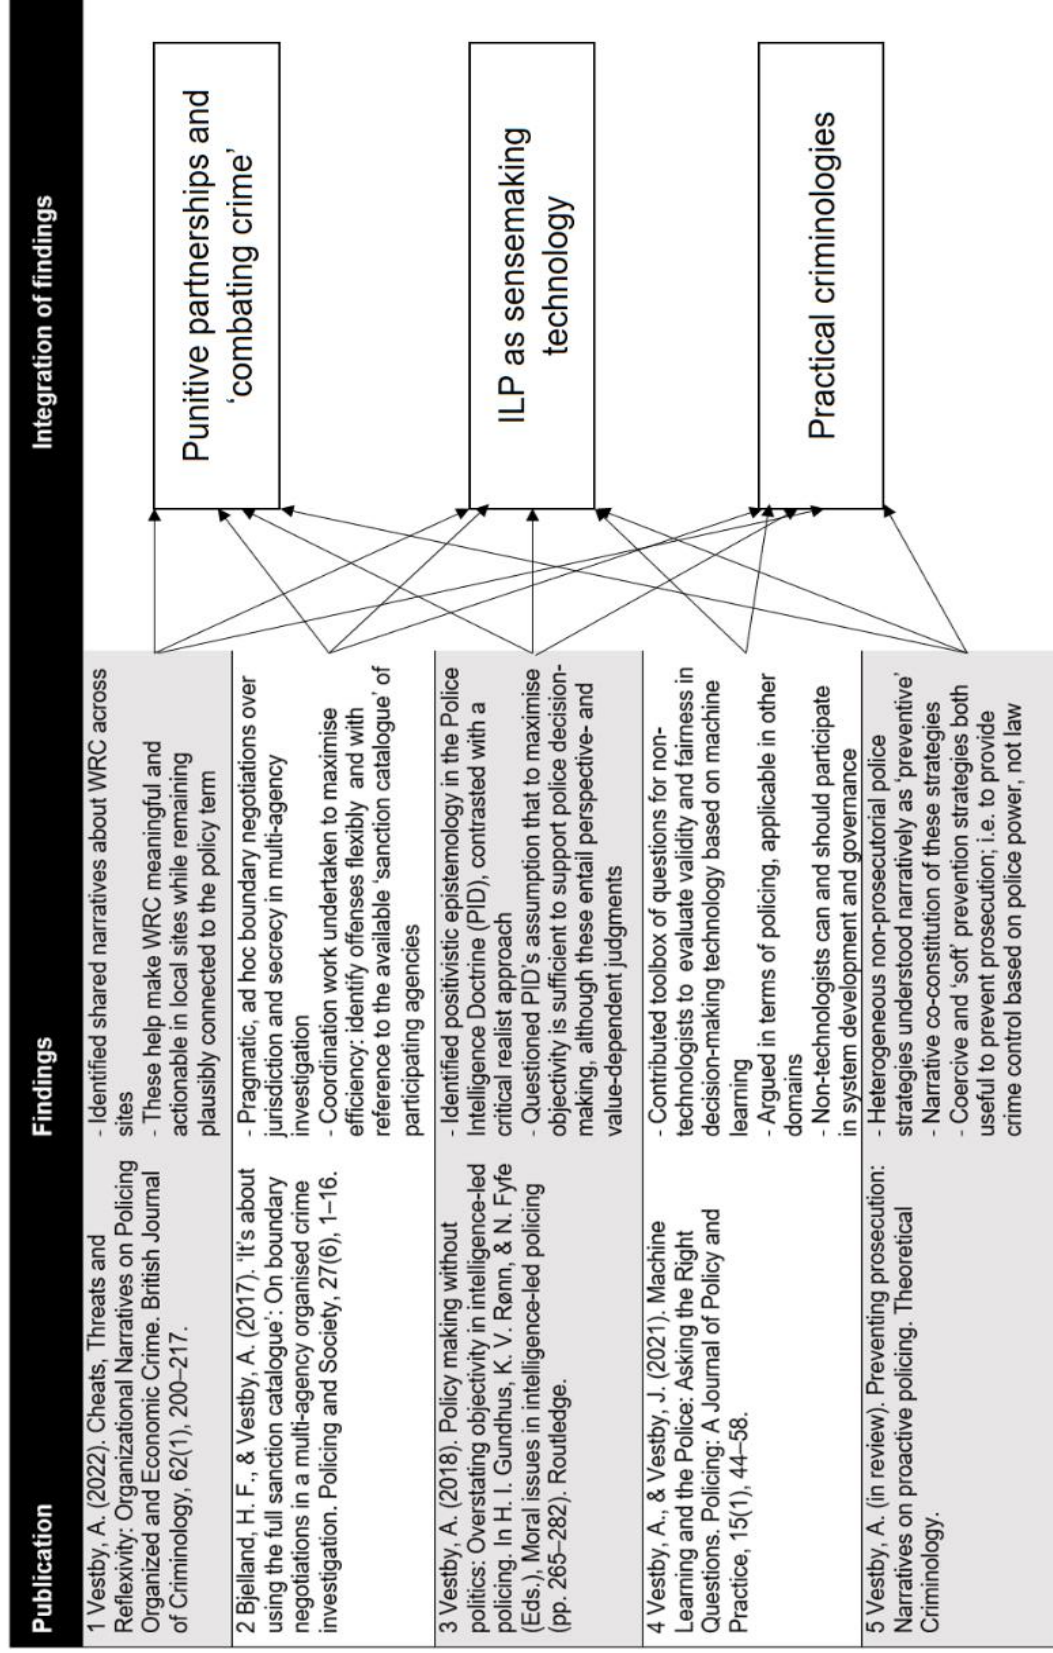 Publication
Findings
Integration of findings
1 Vestby, A. (2022). Cheats, Threats and
Reflexivity: Organizational Narratives on Policing
Organized and Economic Crime. British Journal
of Criminology, 62(1), 200–217.
- Identified shared narratives about WRC across
sites
- These help make WRC meaningful and
actionable in local sites while remaining
plausibly connected to the policy term
2 Bjelland, H. F., & Vestby, A. (2017). ‘It’s about
using the full sanction catalogue’: On boundary
negotiations in a multi-agency organised crime
investigation. Policing and Society, 27(6), 1–16.
- Pragmatic, ad hoc boundary negotiations over
jurisdiction and secrecy in multi-agency
investigation
- Coordination work undertaken to maximise
efficiency: identify offenses flexibly and with
reference to the available ‘sanction catalogue’ of
participating agencies
3 Vestby, A. (2018). Policy making without
politics: Overstating objectivity in intelligence-led
policing. In H. I. Gundhus, K. V. Rønn, & N. Fyfe
(Eds.), Moral issues in intelligence-led policing
(pp. 265–282). Routledge.
- Identified positivistic epistemology in the Police
Intelligence Doctrine (PID), contrasted with a
critical realist approach
- Questioned PID’s assumption that to maximise
objectivity is sufficient to support police decision-
making, although these entail perspective- and
value-dependent judgments
4 Vestby, A., & Vestby, J. (2021). Machine
Learning and the Police: Asking the Right
Questions. Policing: A Journal of Policy and
Practice, 15(1), 44–58.
- Contributed toolbox of questions for non-
technologists to evaluate validity and fairness in
decision-making technology based on machine
learning
- Argued in terms of policing, applicable in other
domains
- Non-technologists can and should participate
in system development and governance
5 Vestby, A. (in review). Preventing prosecution:
Narratives on proactive policing. Theoretical
Criminology.
- Heterogeneous non-prosecutorial police
strategies understood narratively as ‘preventive’
- Narrative co-constitution of these strategies
- Coercive and ‘soft’ prevention strategies both
useful to prevent prosecution; i.e. to provide
crime control based on police power, not law
Punitive partnerships and
‘combating crime’
ILP as sensemaking
technology
Practical criminologies